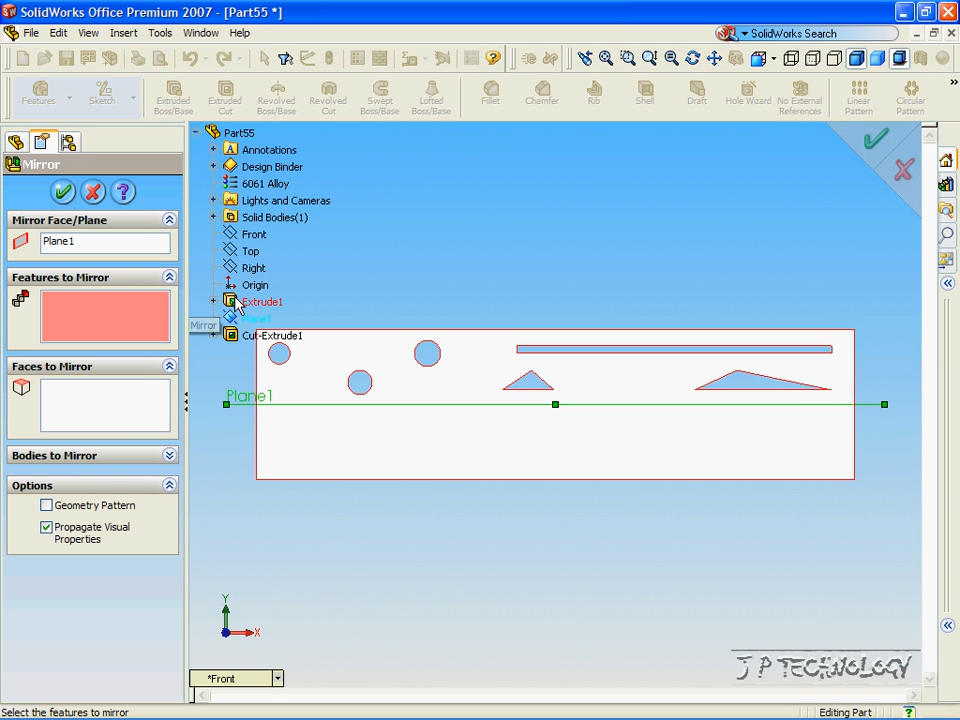 SolidWorks Office Premium 2007 - [Part55 *]
File Edit View Insert Tools Window Help
SolidWorks Search
Features Sketch Extruded Boss/Base Extruded Cut Revolved Boss/Base Revolved Cut Swept Boss/Base Lofted Boss/Base Fillet Chamfer Rib Shell Draft Hole Wizard No External References Linear Pattern Circular Pattern
Mirror
Mirror Face/Plane
Plane1
Features to Mirror
Faces to Mirror
Bodies to Mirror
Options
Geometry Pattern
Propagate Visual
Properties
Part55
Annotations
Design Binder
6061 Alloy
Lights and Cameras
Solid Bodies(1)
Front
Top
Right
Origin
Extrude1
Plane1
Mirror
Cut-Extrude1
Plane1
Y
X
J P TECHNOLOGY
*Front
Select the features to mirror
Editing Part